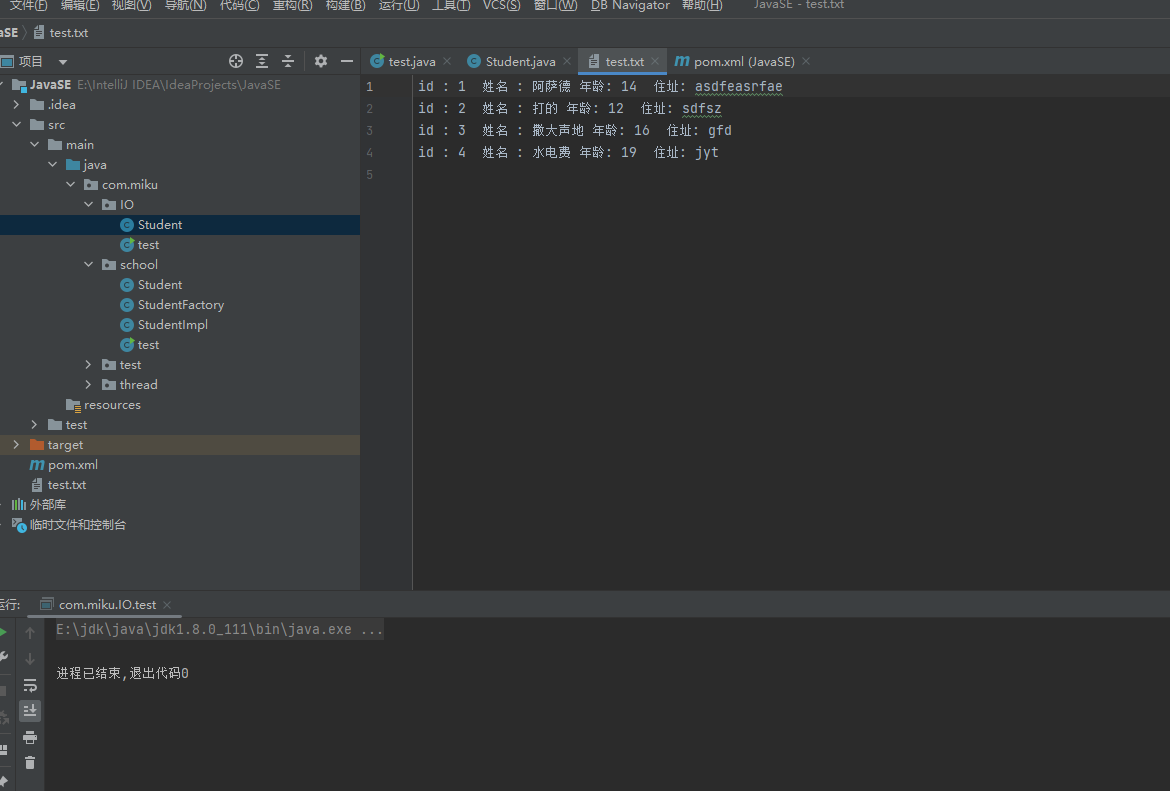 文件(F) 编辑(E) 视图(V) 导航(N) 代码(C) 重构(R) 构建(B) 运行(U) 工具(T) VCS(S) 窗口(W) DB Navigator 帮助(H) JavaSE - test.txt
aSE test.txt
项目
test.java Student.java test.txt pom.xml (JavaSE)
JavaSE E:\IntelliJ IDEA\IdeaProjects\JavaSE
.idea
src
main
java
com.miku
IO
Student
test
school
Student
StudentFactory
StudentImpl
test
test
thread
resources
test
target
pom.xml
test.txt
外部库
临时文件和控制台
1 id : 1 姓名 : 阿萨德 年龄: 14 住址: asdfeasrfae
2 id : 2 姓名 : 打的 年龄: 12 住址: sdfsz
3 id : 3 姓名 : 撒大声地 年龄: 16 住址: gfd
4 id : 4 姓名 : 水电费 年龄: 19 住址: jyt
5
运行: com.miku.IO.test
E:\jdk\java\jdk1.8.0_111\bin\java.exe ...
进程已结束,退出代码0